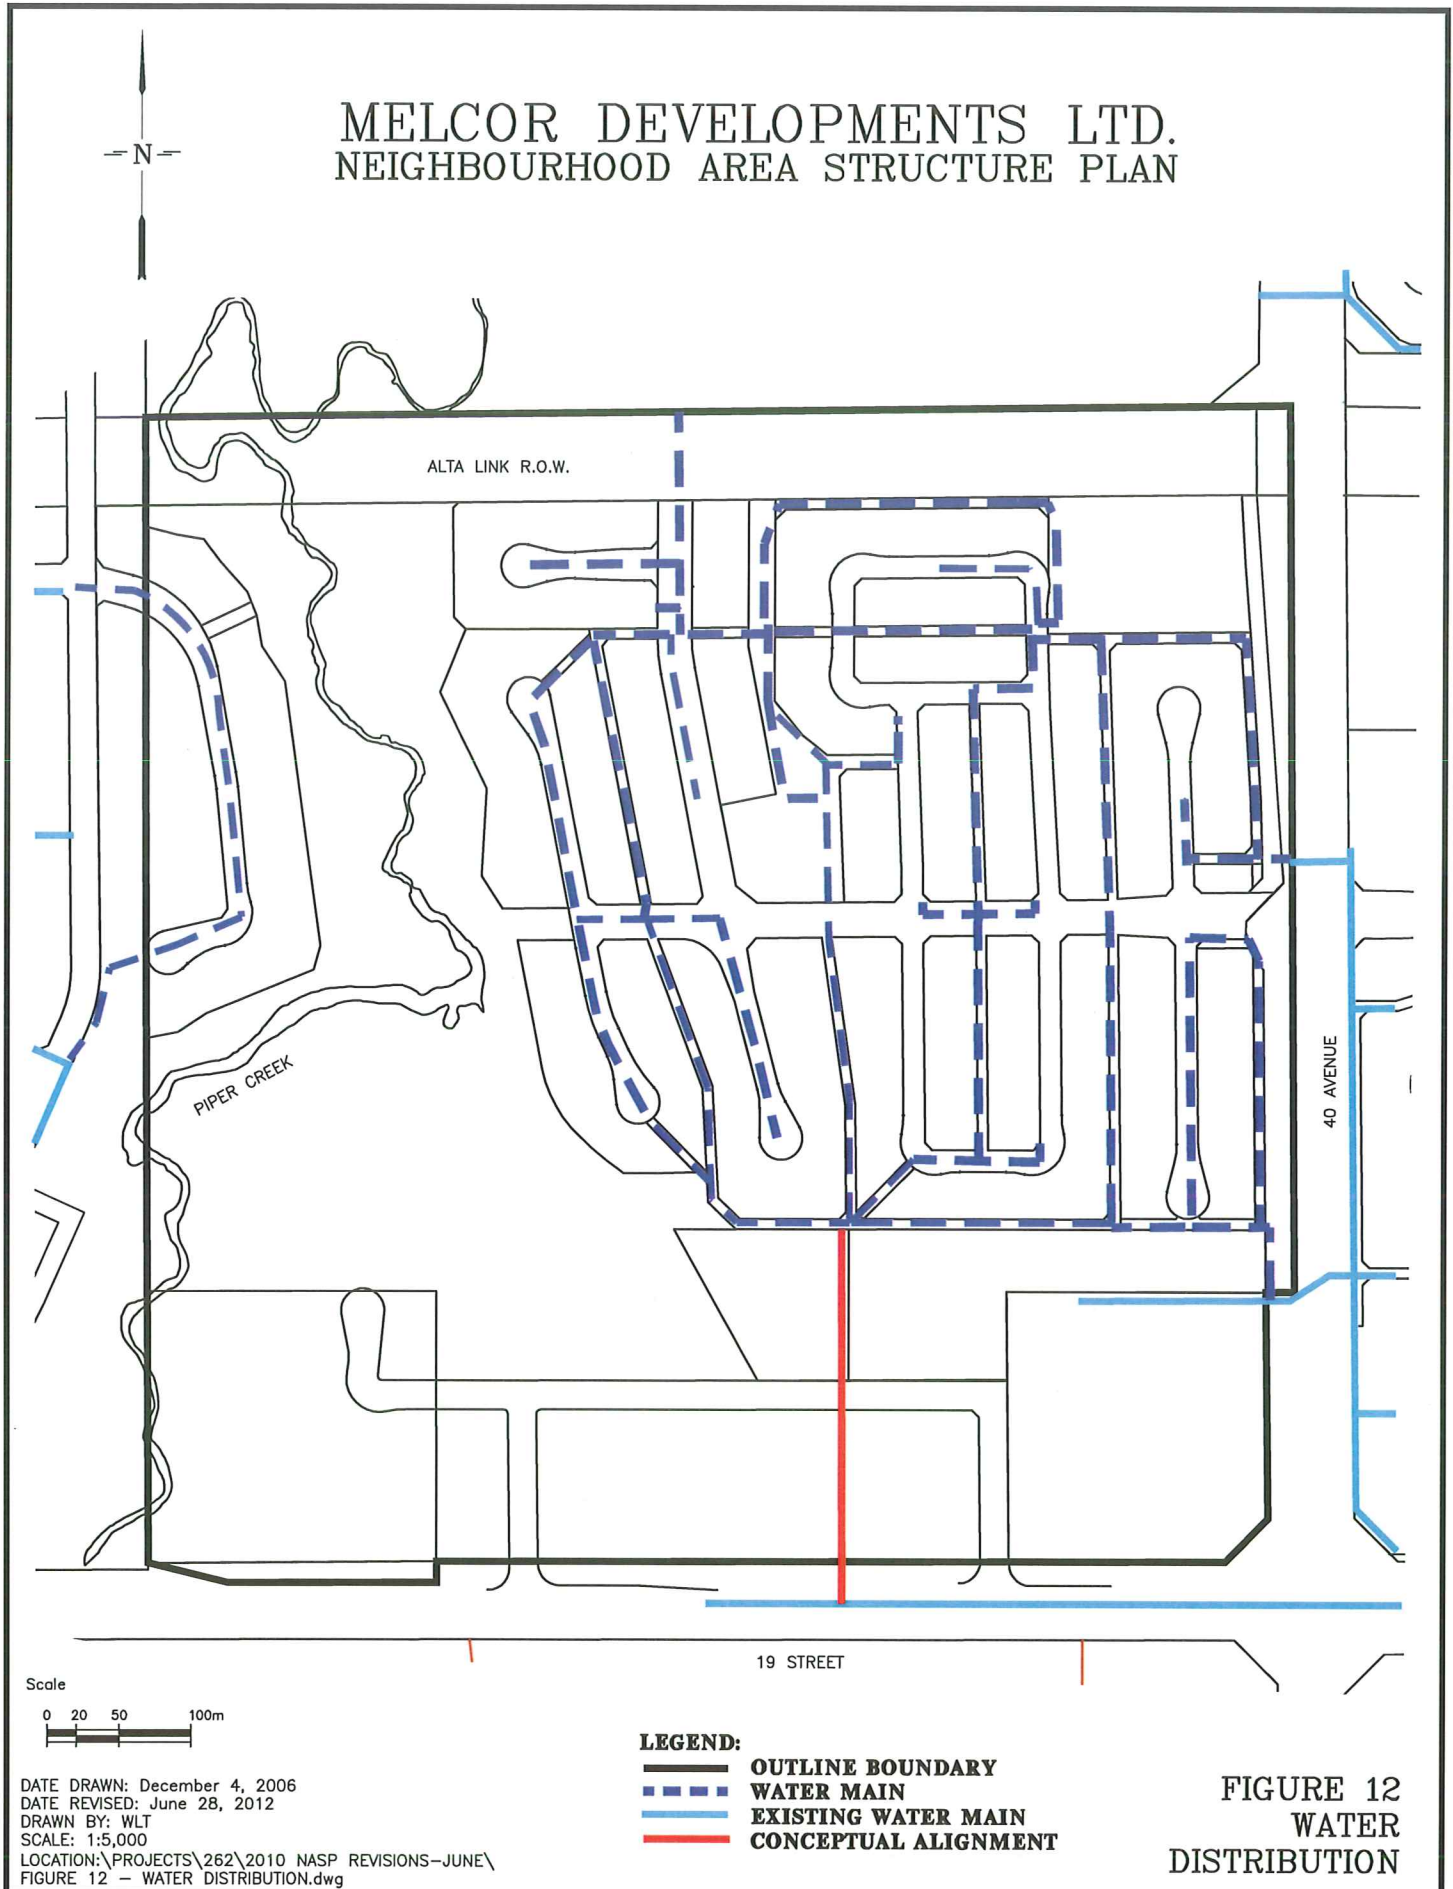 MELCOR DEVELOPMENTS LTD.
NEIGHBOURHOOD AREA STRUCTURE PLAN
N
ALTA LINK R.O.W.
PIPER CREEK
40 AVENUE
19 STREET
Scale
0 20 50 100m
DATE DRAWN: December 4, 2006
DATE REVISED: June 28, 2012
DRAWN BY: WLT
SCALE: 1:5,000
LOCATION:\PROJECTS\262\2010 NASP REVISIONS-JUNE\
FIGURE 12 - WATER DISTRIBUTION.dwg
LEGEND:
OUTLINE BOUNDARY
WATER MAIN
EXISTING WATER MAIN
CONCEPTUAL ALIGNMENT
FIGURE 12
WATER
DISTRIBUTION